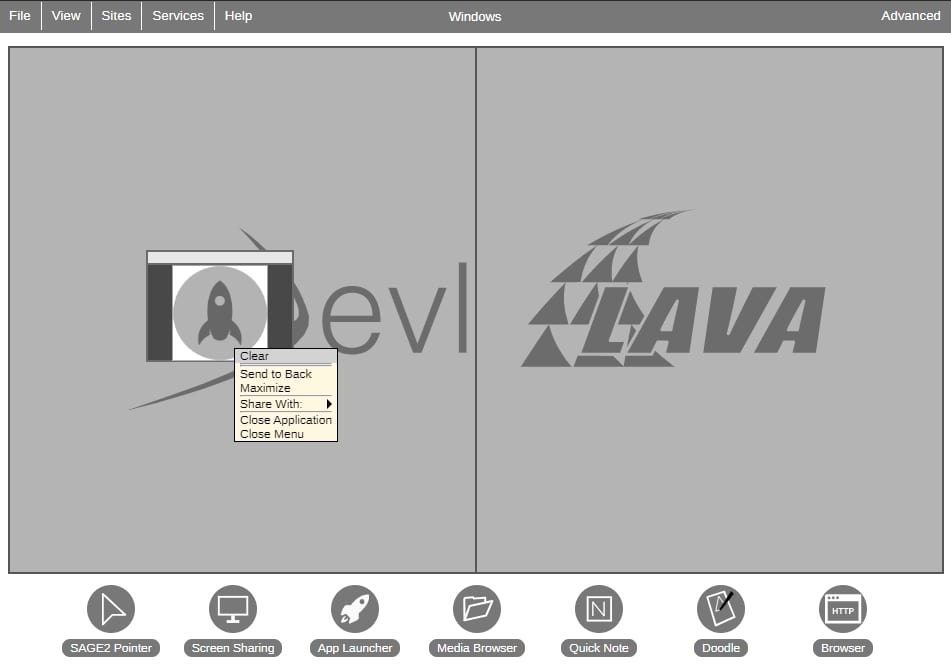 File View Sites Services Help Windows Advanced
evl
LAVA
Clear
Send to Back
Maximize
Share With:
Close Application
Close Menu
N
HTTP
SAGE2 Pointer Screen Sharing App Launcher Media Browser Quick Note Doodle Browser